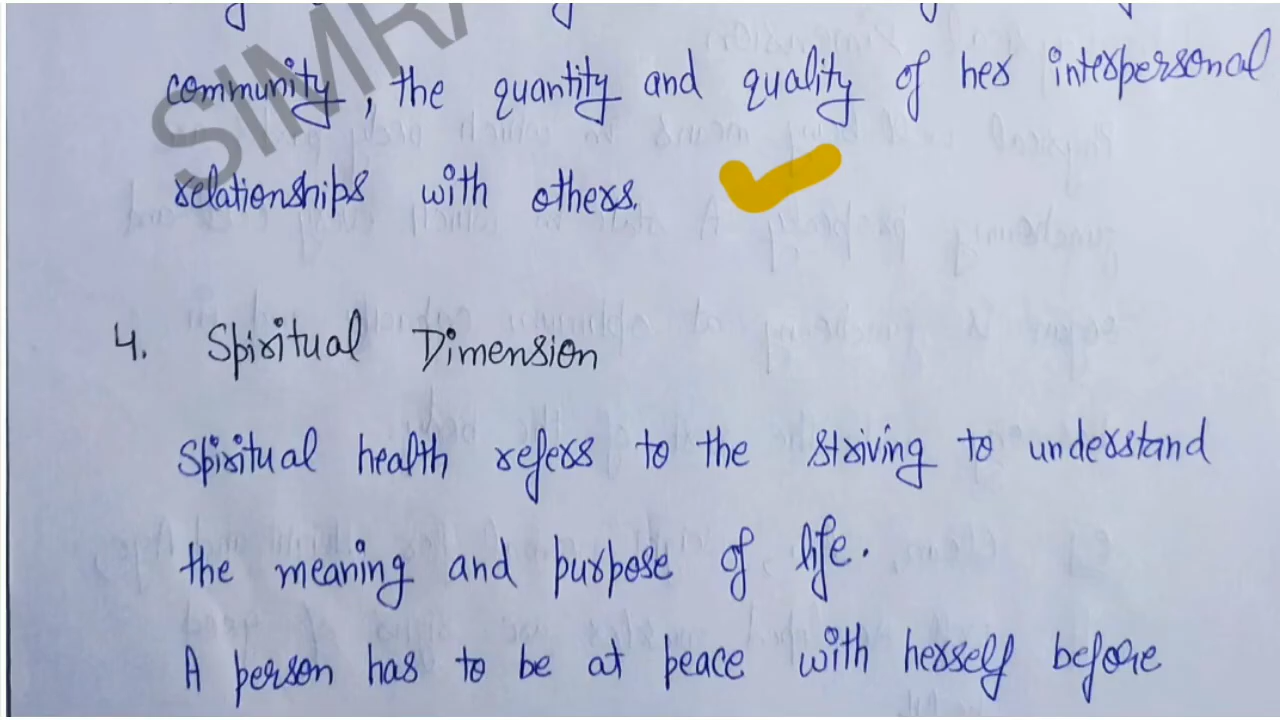 SIMRA
community, the quantity and quality of her interpersonal
relationships with others.
4. Spiritual Dimension
Spiritual health refers to the striving to understand
the meaning and purpose of life.
A person has to be at peace with herself before